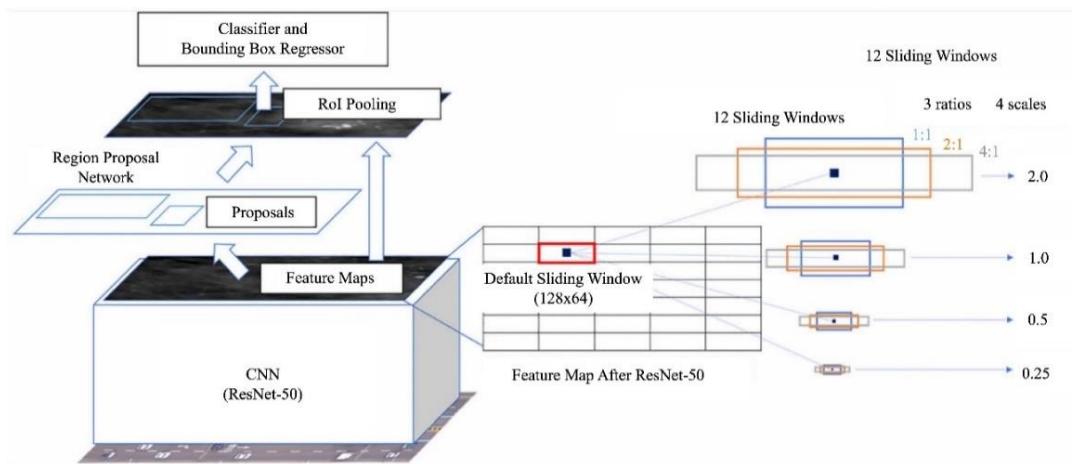 Classifier and
Bounding Box Regressor
RoI Pooling
Region Proposal
Network
Proposals
Feature Maps
CNN
(ResNet-50)
12 Sliding Windows
3 ratios 4 scales
12 Sliding Windows
1:1
2:1
4:1
2.0
Default Sliding Window
(128x64)
1.0
0.5
0.25
Feature Map After ResNet-50